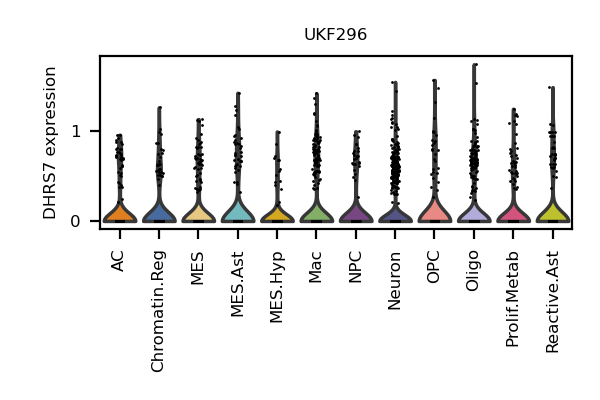 UKF296
DHRS7 expression
1
0
AC
Chromatin.Reg
MES
MES.Ast
MES.Hyp
Mac
NPC
Neuron
OPC
Oligo
Prolif.Metab
Reactive.Ast